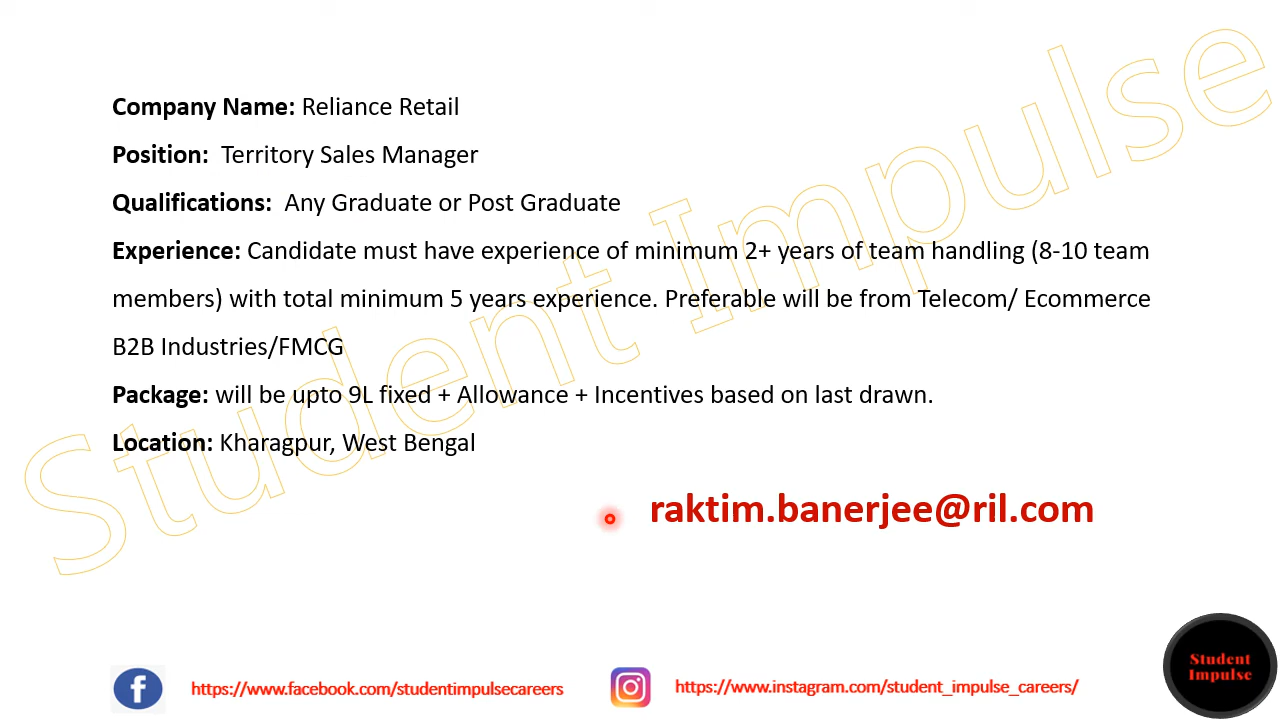 Company Name: Reliance Retail
Position: Territory Sales Manager
Qualifications: Any Graduate or Post Graduate
Experience: Candidate must have experience of minimum 2+ years of team handling (8-10 team
members) with total minimum 5 years experience. Preferable will be from Telecom/ Ecommerce
B2B Industries/FMCG
Package: will be upto 9L fixed + Allowance + Incentives based on last drawn.
Location: Kharagpur, West Bengal
raktim.banerjee@ril.com
Student Impulse
https://www.facebook.com/studentimpulsecareers
https://www.instagram.com/student_impulse_careers/
Student
Impulse